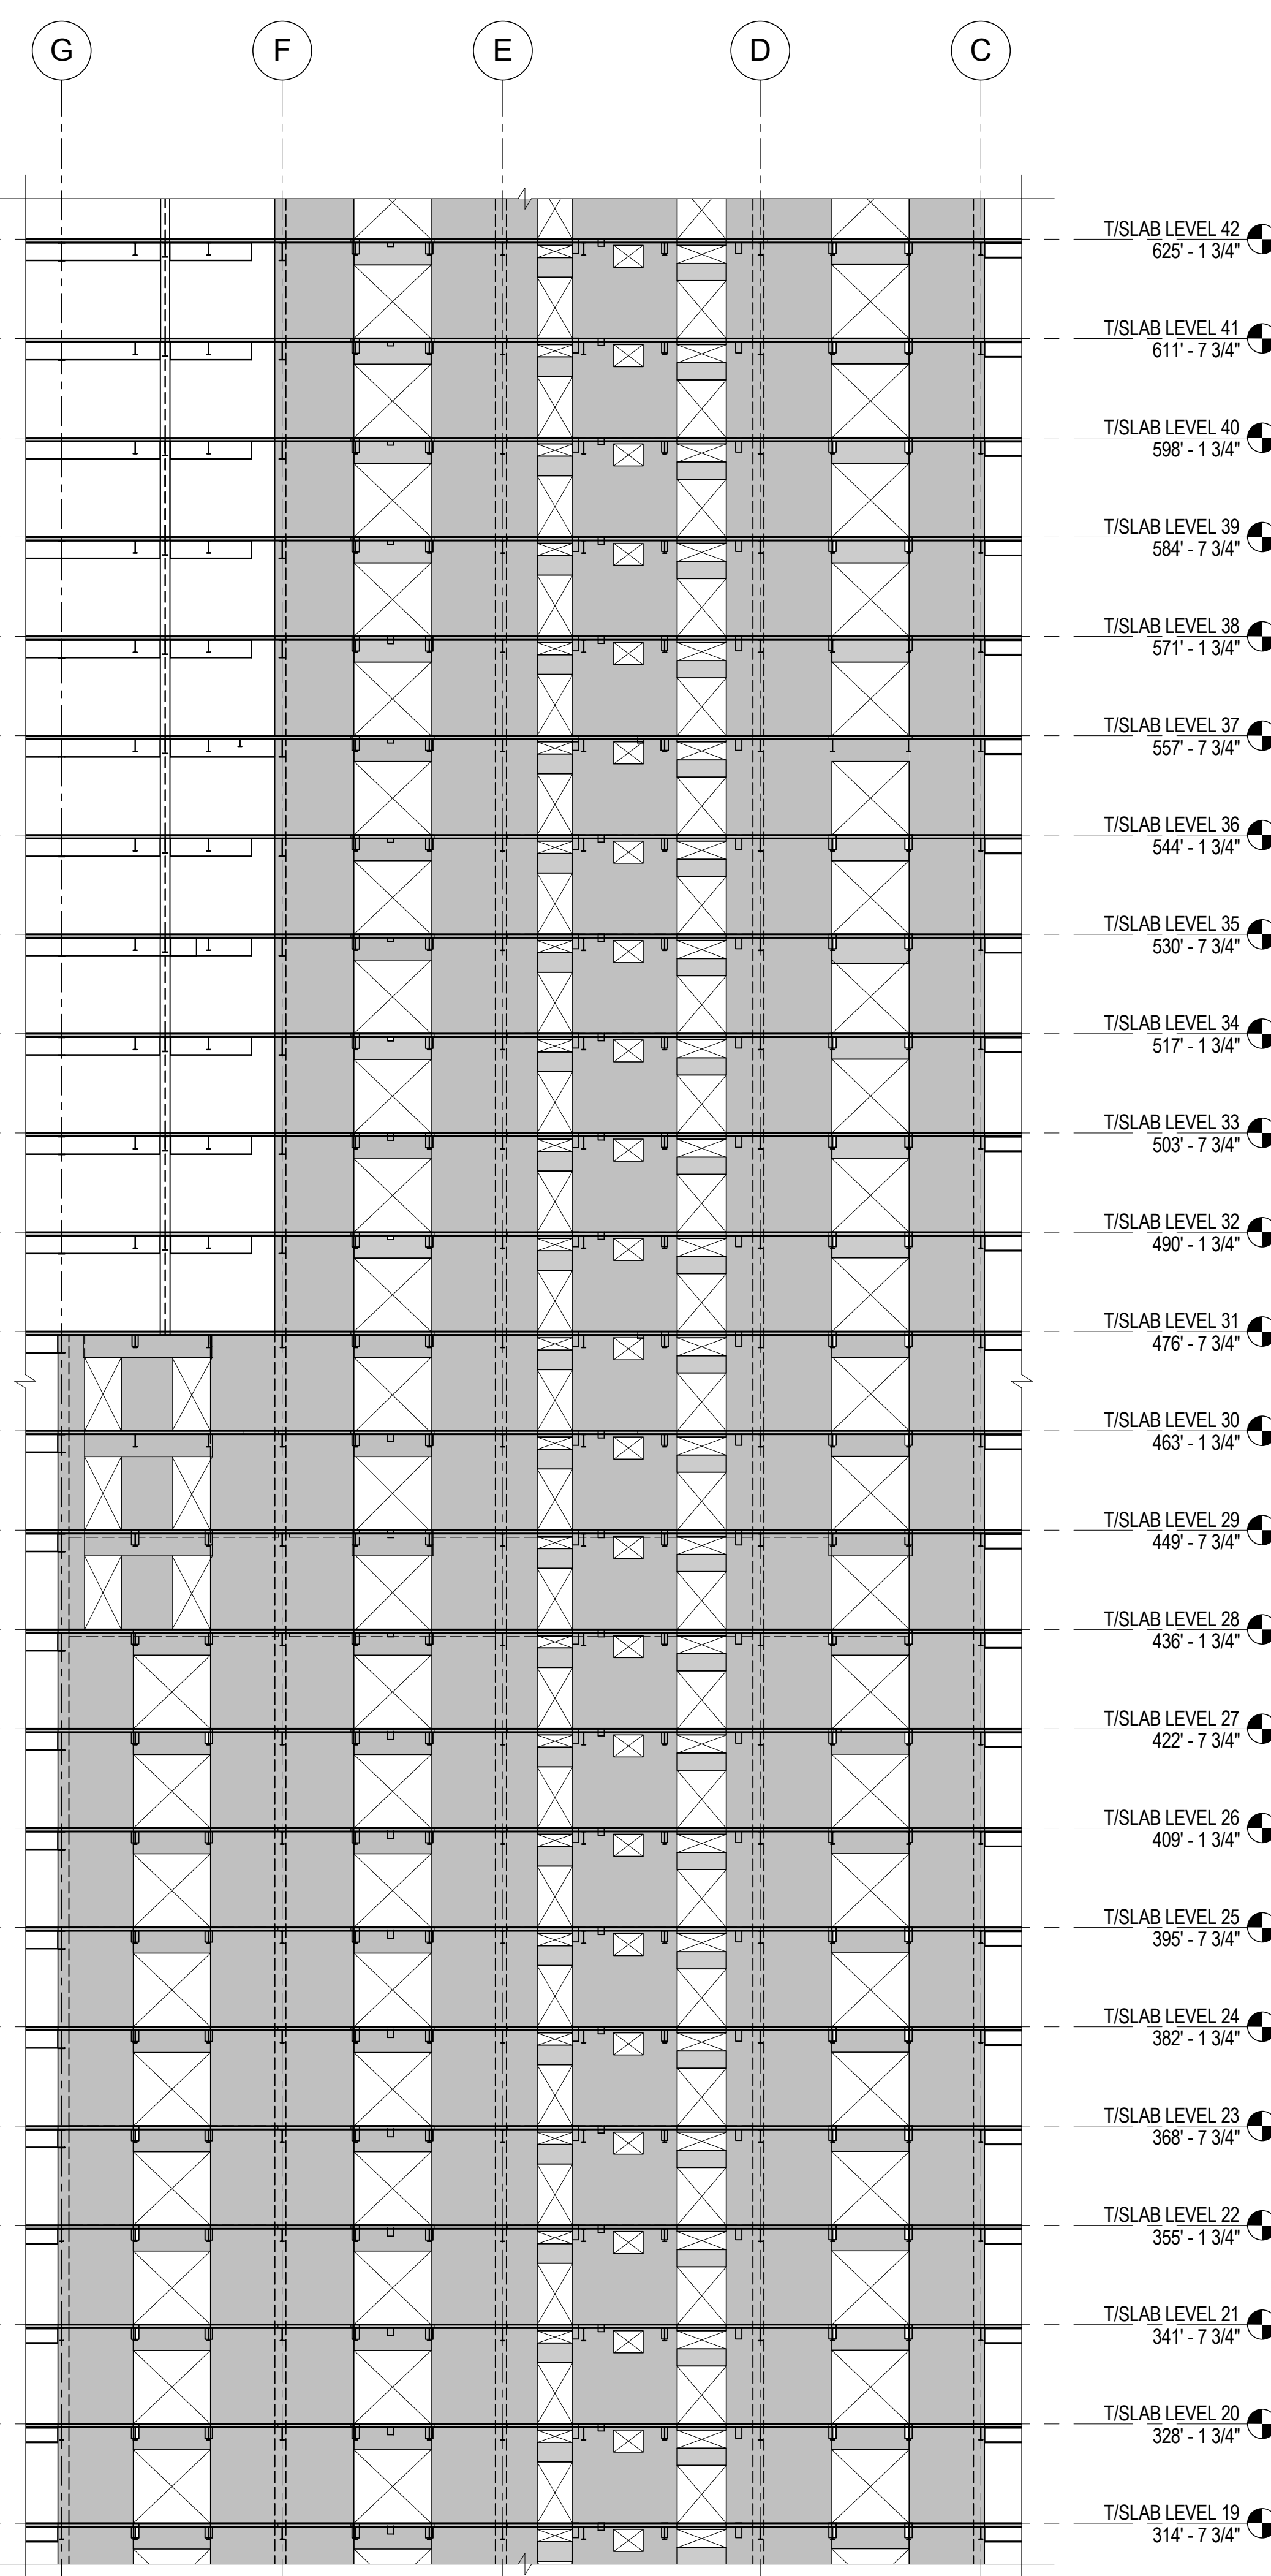 G F E D C
T/SLAB LEVEL 42
625' - 1 3/4"
T/SLAB LEVEL 41
611' - 7 3/4"
T/SLAB LEVEL 40
598' - 1 3/4"
T/SLAB LEVEL 39
584' - 7 3/4"
T/SLAB LEVEL 38
571' - 1 3/4"
T/SLAB LEVEL 37
557' - 7 3/4"
T/SLAB LEVEL 36
544' - 1 3/4"
T/SLAB LEVEL 35
530' - 7 3/4"
T/SLAB LEVEL 34
517' - 1 3/4"
T/SLAB LEVEL 33
503' - 7 3/4"
T/SLAB LEVEL 32
490' - 1 3/4"
T/SLAB LEVEL 31
476' - 7 3/4"
T/SLAB LEVEL 30
463' - 1 3/4"
T/SLAB LEVEL 29
449' - 7 3/4"
T/SLAB LEVEL 28
436' - 1 3/4"
T/SLAB LEVEL 27
422' - 7 3/4"
T/SLAB LEVEL 26
409' - 1 3/4"
T/SLAB LEVEL 25
395' - 7 3/4"
T/SLAB LEVEL 24
382' - 1 3/4"
T/SLAB LEVEL 23
368' - 7 3/4"
T/SLAB LEVEL 22
355' - 1 3/4"
T/SLAB LEVEL 21
341' - 7 3/4"
T/SLAB LEVEL 20
328' - 1 3/4"
T/SLAB LEVEL 19
314' - 7 3/4"